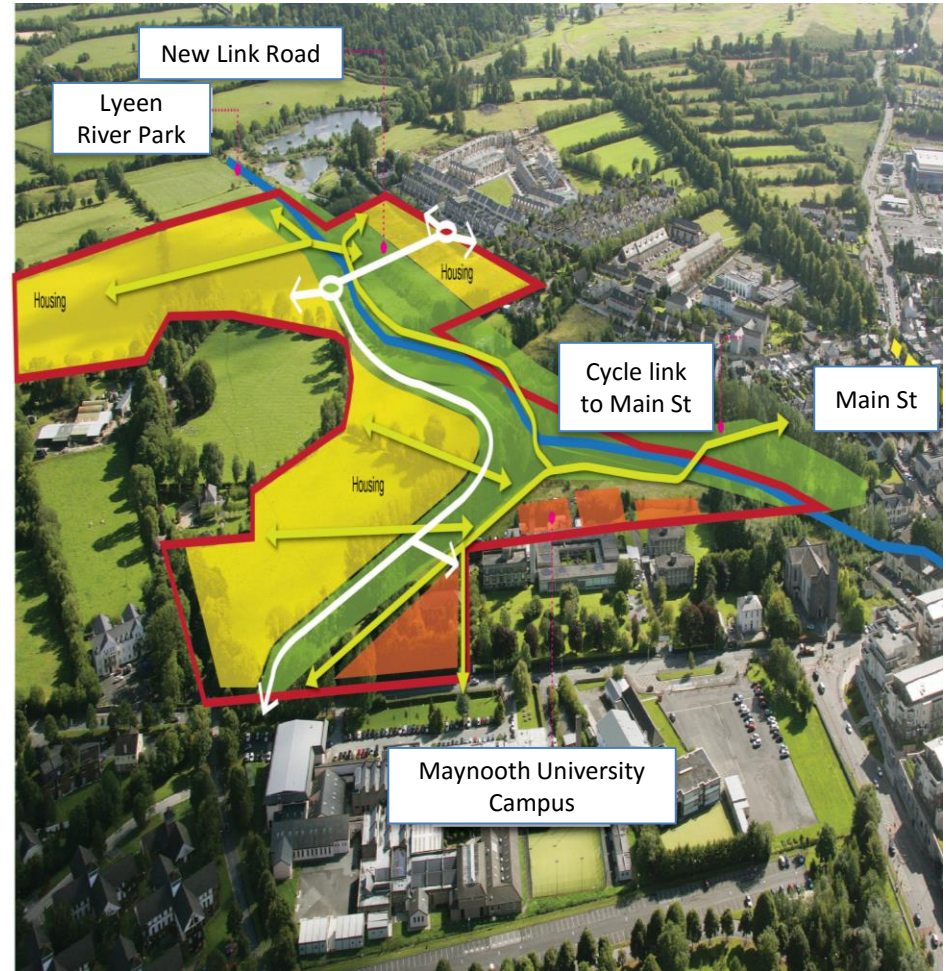 New Link Road
Lyeen
River Park
Housing
Housing
Cycle link
to Main St
Main St
Housing
Maynooth University
Campus